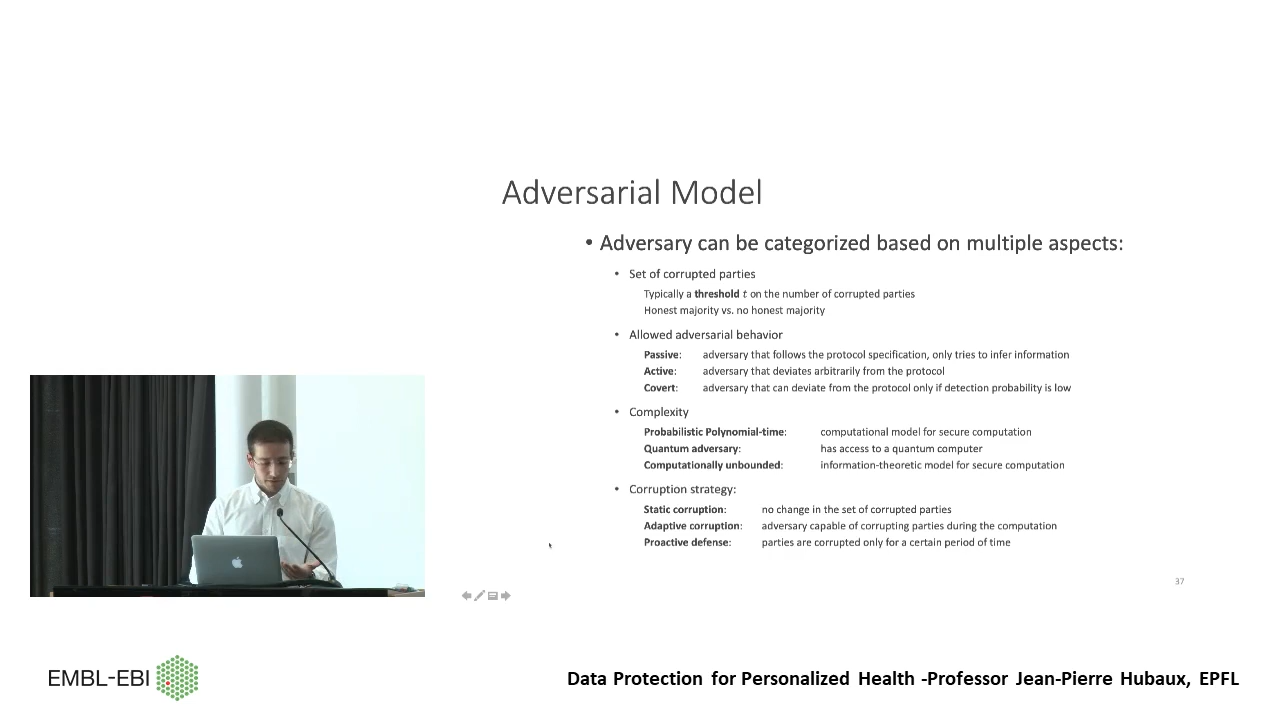 Adversarial Model
• Adversary can be categorized based on multiple aspects:
• Set of corrupted parties
Typically a threshold t on the number of corrupted parties
Honest majority vs. no honest majority
• Allowed adversarial behavior
Passive: adversary that follows the protocol specification, only tries to infer information
Active: adversary that deviates arbitrarily from the protocol
Covert: adversary that can deviate from the protocol only if detection probability is low
• Complexity
Probabilistic Polynomial-time: computational model for secure computation
Quantum adversary: has access to a quantum computer
Computationally unbounded: information-theoretic model for secure computation
• Corruption strategy:
Static corruption: no change in the set of corrupted parties
Adaptive corruption: adversary capable of corrupting parties during the computation
Proactive defense: parties are corrupted only for a certain period of time
37
EMBL-EBI
Data Protection for Personalized Health -Professor Jean-Pierre Hubaux, EPFL